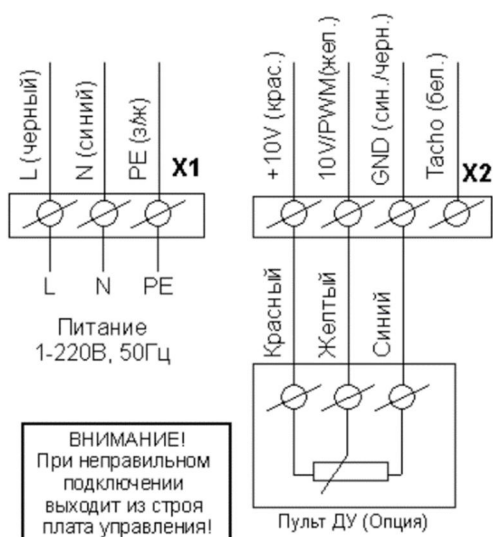 L (черный)
N (синий)
PE (з/ж)
X1
L
N
PE
Питание
1-220В, 50Гц
ВНИМАНИЕ!
При неправильном
подключении
выходит из строя
плата управления!
+10V (крас.)
10V/PWM(жел.)
GND (син./черн.)
Tacho (бел.)
X2
Красный
Желтый
Синий
Пульт ДУ (Опция)